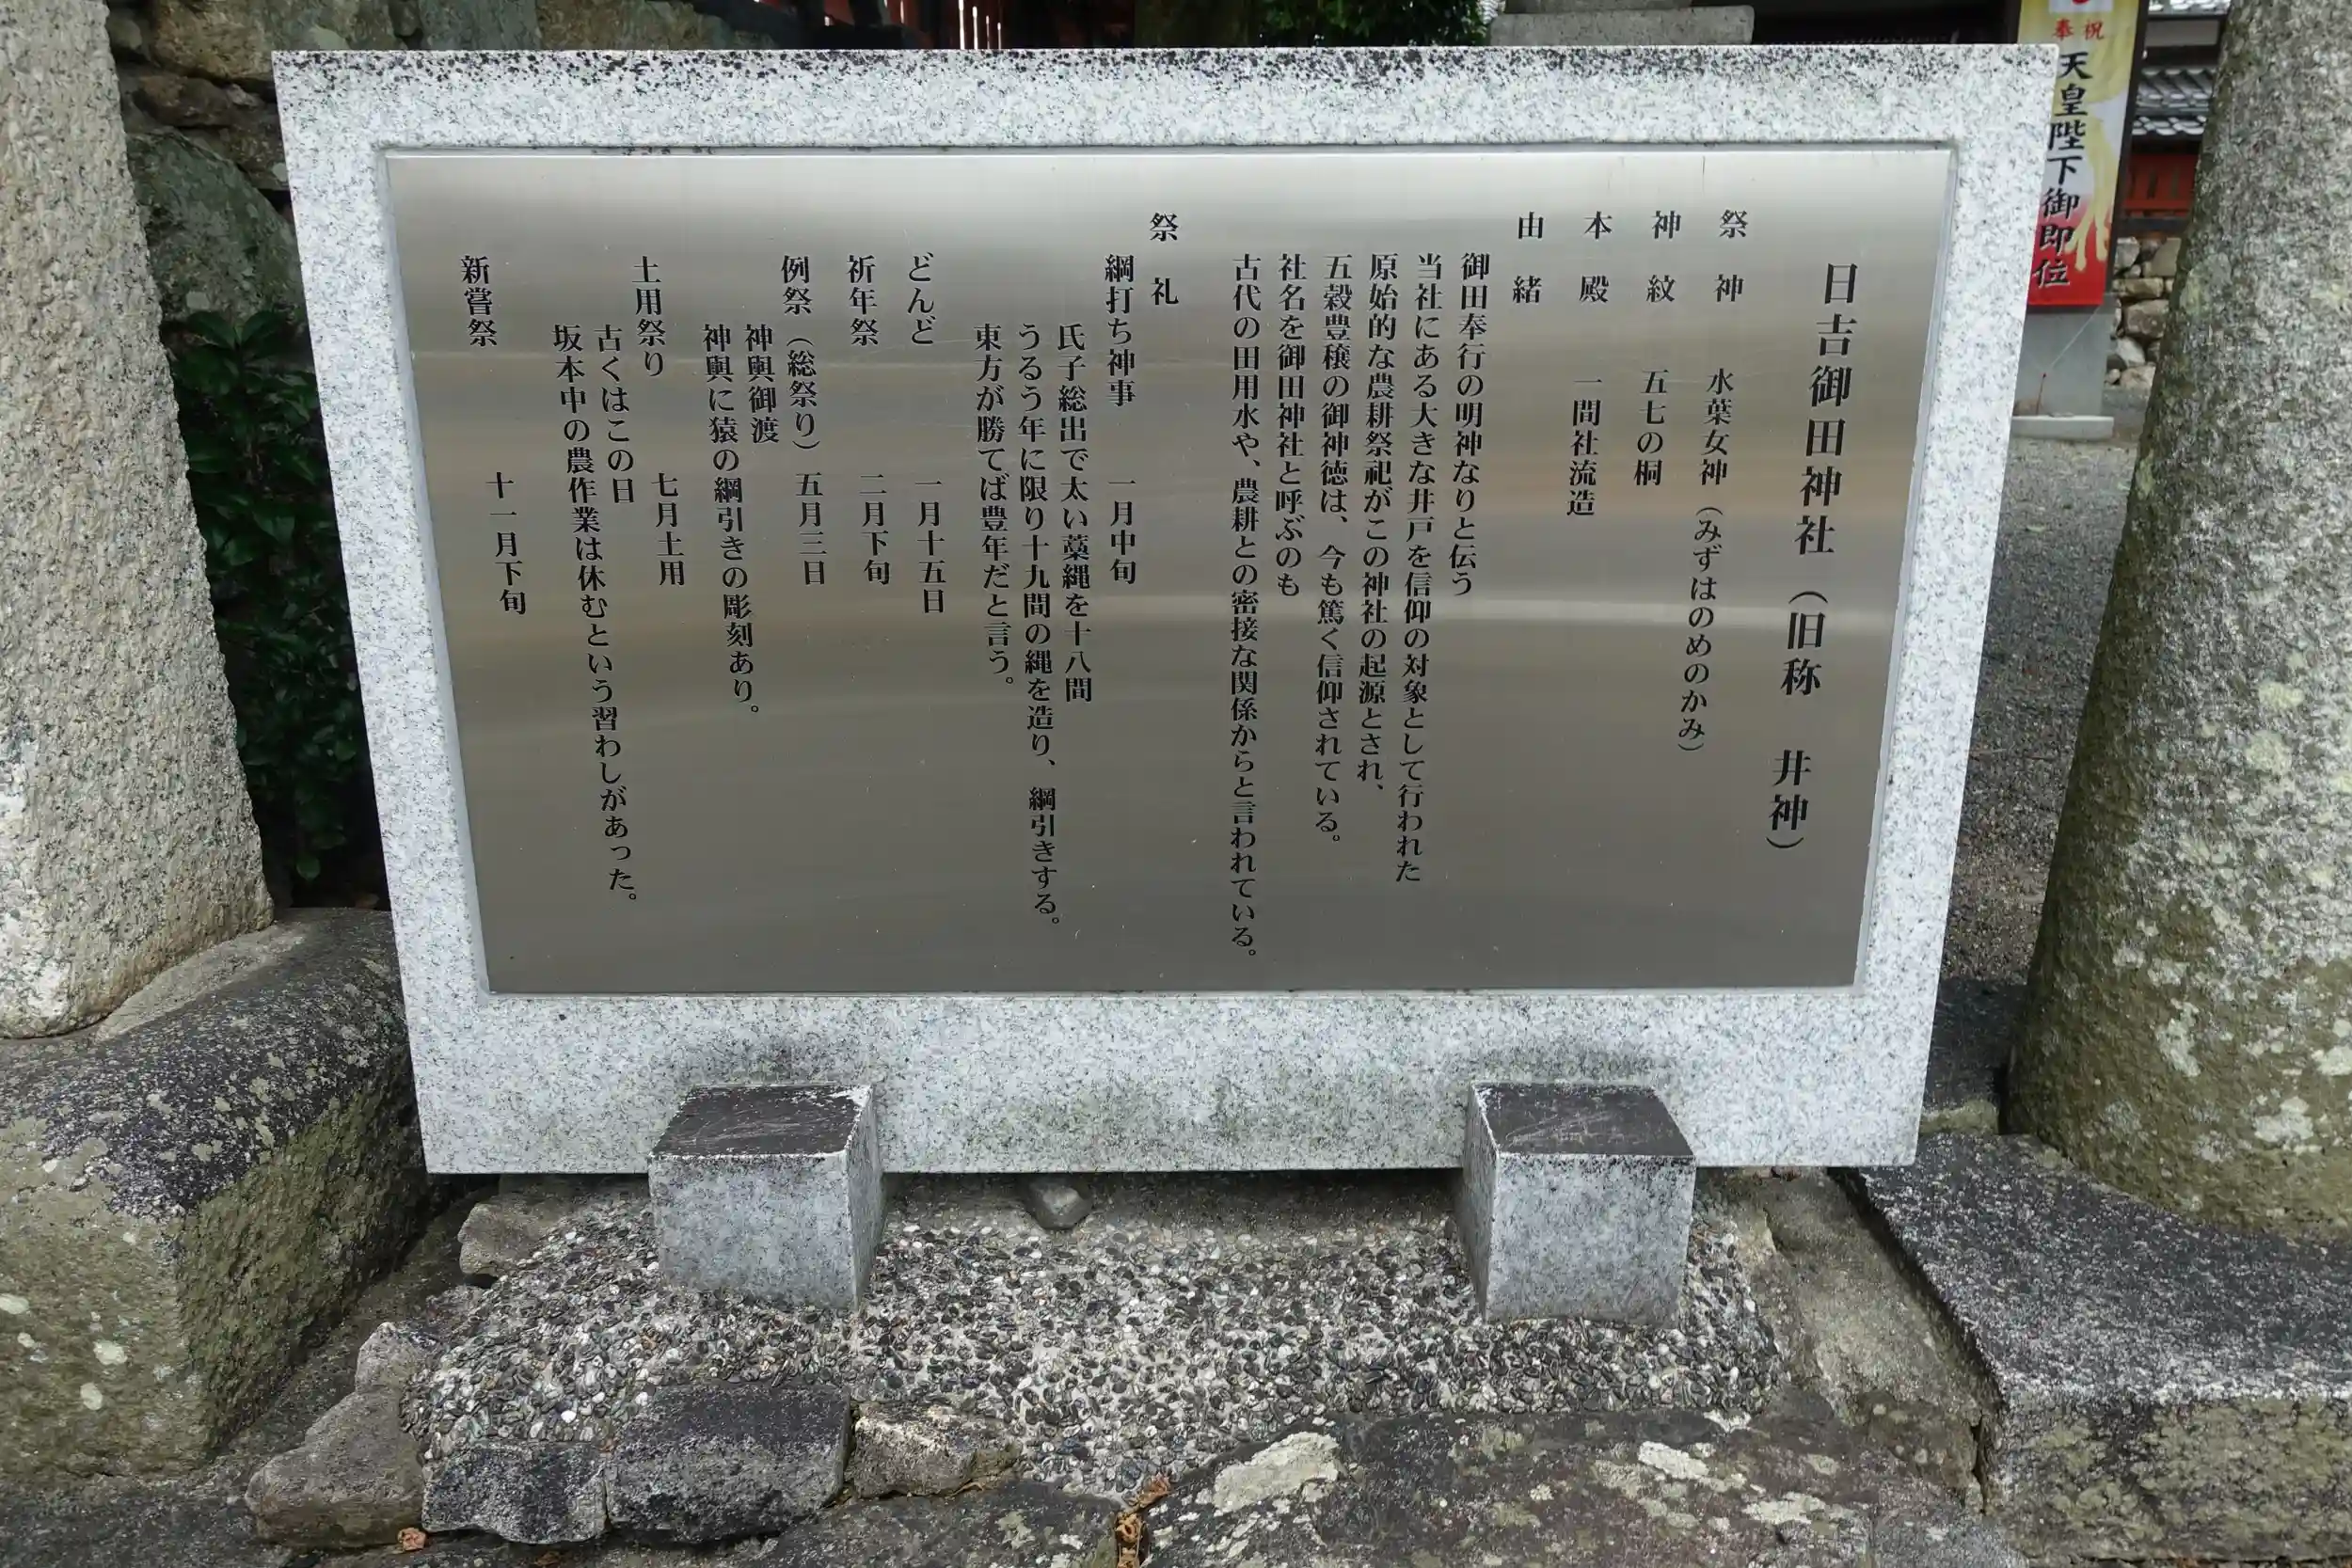 日吉御田神社（旧称　井神）
祭　神　　水葉女神（みずはのめのかみ）
神　紋　　五七の桐
本　殿　　一間社流造
由　緒
御田奉行の明神なりと伝う
当社にある大きな井戸を信仰の対象として行われた
原始的な農耕祭祀がこの神社の起源とされ、
五穀豊穣の御神徳は、今も篤く信仰されている。
社名を御田神社と呼ぶのも
古代の田用水や、農耕との密接な関係からと言われている。
祭　礼
綱打ち神事　　一月中旬
氏子総出で太い藁縄を十八間
うるう年に限り十九間の縄を造り、綱引きする。
東方が勝てば豊年だと言う。
どんど　　一月十五日
祈年祭　　二月下旬
例祭（総祭り）　五月三日
神輿御渡
神輿に猿の綱引きの彫刻あり。
土用祭り　　七月土用
古くはこの日
坂本中の農作業は休むという習わしがあった。
新嘗祭　　十一月下旬
奉祝
天皇陛下御即位